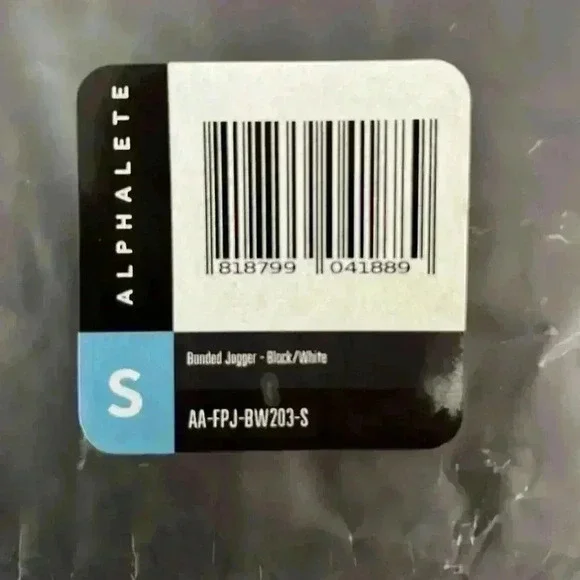 ALPHALETE
818799 041889
S
Bonded Jogger - Black/White
AA-FPJ-BW203-S